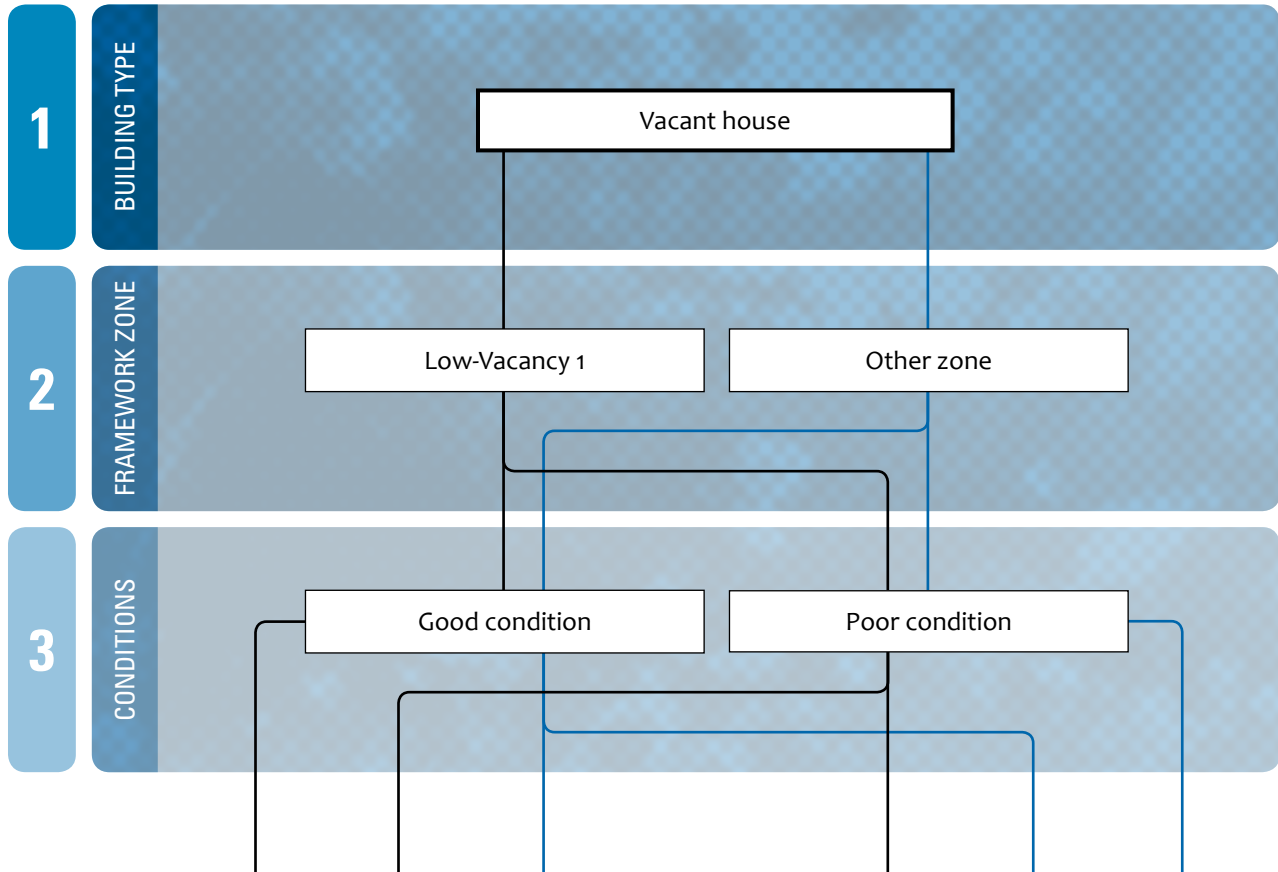 1
BUILDING TYPE
Vacant house
2
FRAMEWORK ZONE
Low-Vacancy 1
Other zone
3
CONDITIONS
Good condition
Poor condition